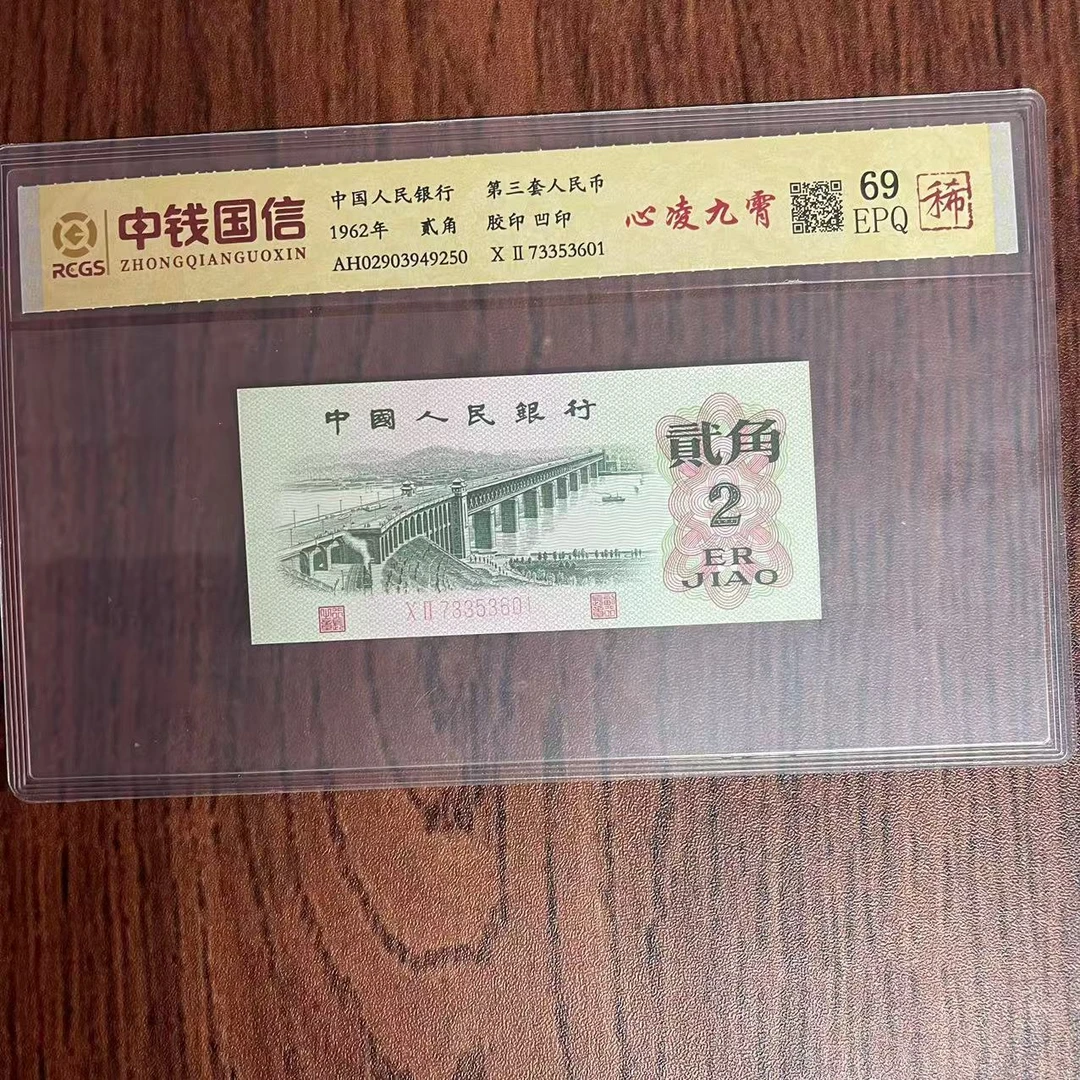 RCGS
中钱国信
ZHONGQIANGUOXIN
中国人民银行 第三套人民币
1962年 贰角 胶印 凹印
AH02903949250 X Ⅱ 73353601
心凌九霄
69
EPQ
稀
中國人民銀行
貳角
2
ER
JIAO
X Ⅱ 73353601